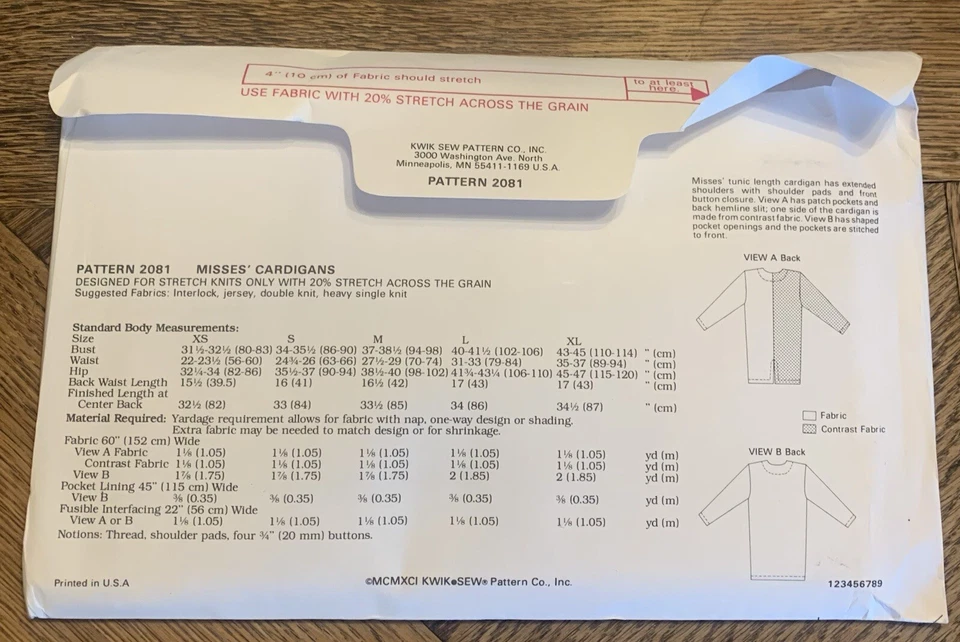 4" (10 cm) of Fabric should stretch
to at least
here.
USE FABRIC WITH 20% STRETCH ACROSS THE GRAIN
KWIK SEW PATTERN CO., INC.
3000 Washington Ave. North
Minneapolis, MN 55411-1169 U.S.A.
PATTERN 2081
Misses' tunic length cardigan has extended
shoulders with shoulder pads and front
button closure. View A has patch pockets and
back hemline slit; one side of the cardigan is
made from contrast fabric. View B has shaped
pocket openings and the pockets are stitched
to front.
PATTERN 2081 MISSES' CARDIGANS
DESIGNED FOR STRETCH KNITS ONLY WITH 20% STRETCH ACROSS THE GRAIN
Suggested Fabrics: Interlock, jersey, double knit, heavy single knit
Standard Body Measurements:
Size XS S M L XL
Bust 31½-32½ (80-83) 34-35½ (86-90) 37-38½ (94-98) 40-41½ (102-106) 43-45 (110-114) " (cm)
Waist 22-23½ (56-60) 24¾-26 (63-66) 27½-29 (70-74) 31-33 (79-84) 35-37 (89-94) " (cm)
Hip 32¼-34 (82-86) 35½-37 (90-94) 38½-40 (98-102) 41¾-43¼ (106-110) 45-47 (115-120) " (cm)
Back Waist Length 15½ (39.5) 16 (41) 16½ (42) 17 (43) 17 (43) " (cm)
Finished Length at
Center Back 32½ (82) 33 (84) 33½ (85) 34 (86) 34½ (87) " (cm)
Material Required: Yardage requirement allows for fabric with nap, one-way design or shading.
Extra fabric may be needed to match design or for shrinkage.
Fabric 60" (152 cm) Wide
View A Fabric 1⅛ (1.05) 1⅛ (1.05) 1⅛ (1.05) 1⅛ (1.05) 1⅛ (1.05) yd (m)
Contrast Fabric 1⅛ (1.05) 1⅛ (1.05) 1⅛ (1.05) 1⅛ (1.05) 1⅛ (1.05) yd (m)
View B 1⅞ (1.75) 1⅞ (1.75) 1⅞ (1.75) 2 (1.85) 2 (1.85) yd (m)
Pocket Lining 45" (115 cm) Wide
View B ⅜ (0.35) ⅜ (0.35) ⅜ (0.35) ⅜ (0.35) ⅜ (0.35) yd (m)
Fusible Interfacing 22" (56 cm) Wide
View A or B 1⅛ (1.05) 1⅛ (1.05) 1⅛ (1.05) 1⅛ (1.05) 1⅛ (1.05) yd (m)
Notions: Thread, shoulder pads, four ¾" (20 mm) buttons.
VIEW A Back
Fabric
Contrast Fabric
VIEW B Back
Printed in U.S.A
©MCMXCI KWIK•SEW® Pattern Co., Inc.
123456789